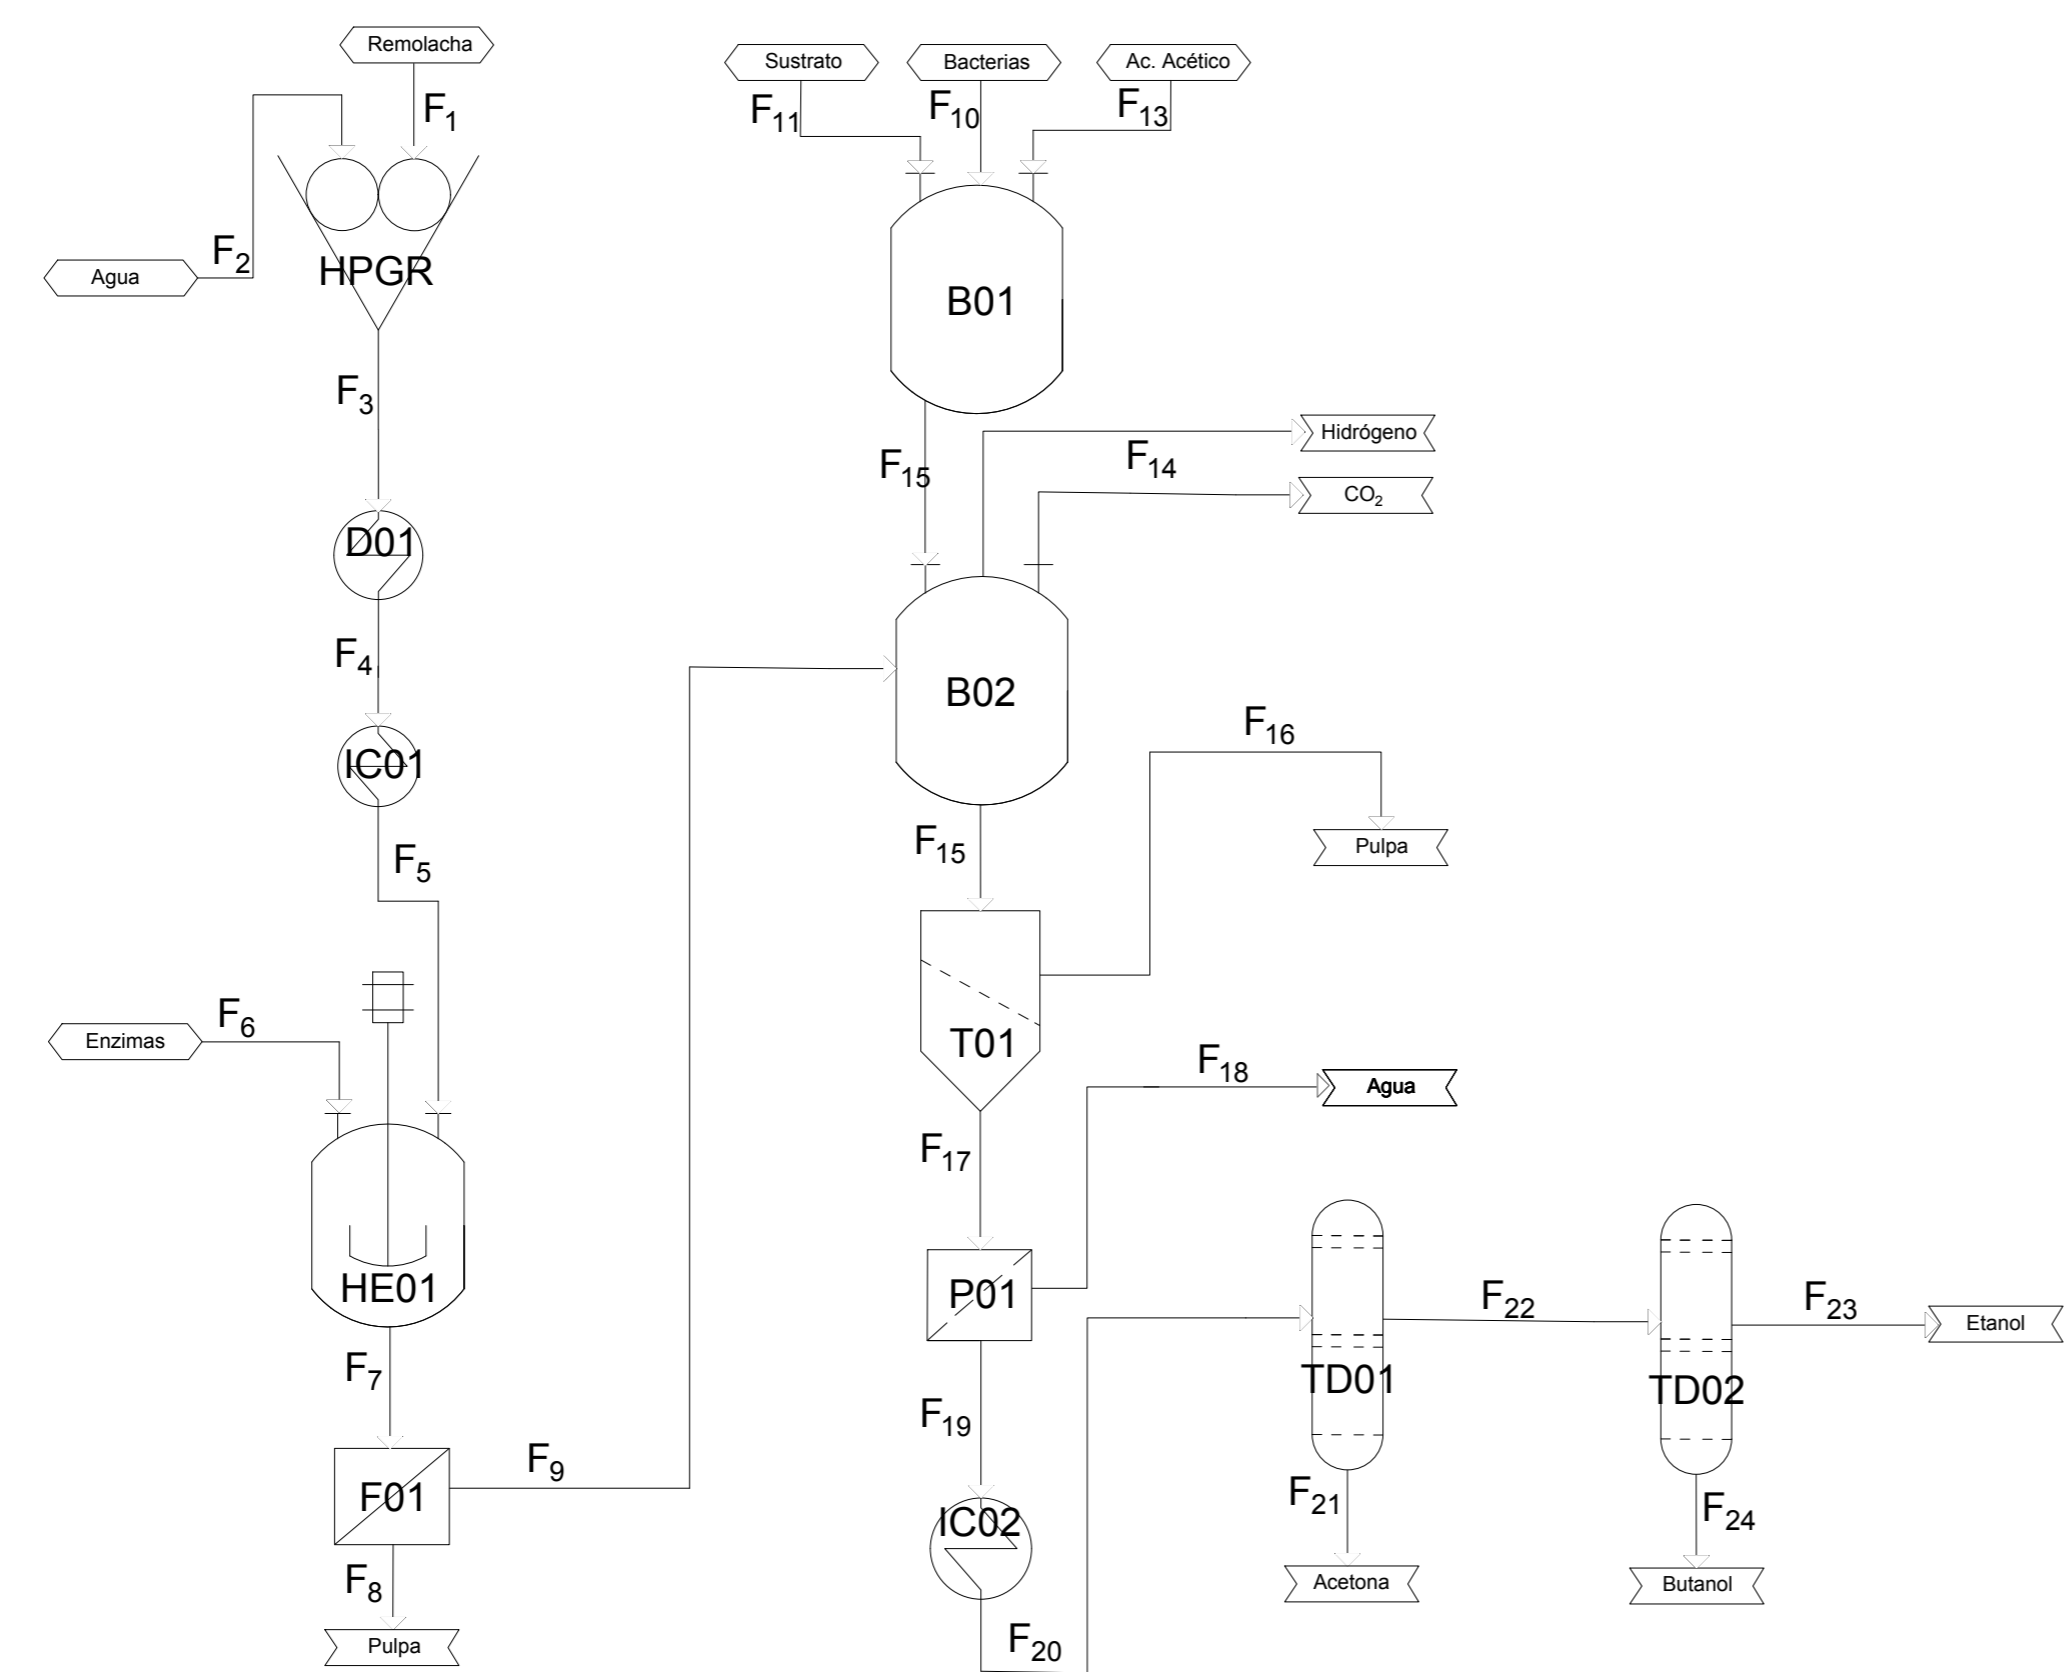 Remolacha
F1
Agua
F2
HPGR
F3
D01
F4
IC01
F5
Enzimas
F6
HE01
F7
F01
F9
F8
Pulpa
Sustrato
Bacterias
Ac. Acético
F11
F10
F13
B01
F15
Hidrógeno
F14
CO2
B02
F16
Pulpa
F15
T01
F18
Agua
F17
P01
F19
IC02
F20
TD01
F22
TD02
F23
Etanol
F21
Acetona
F24
Butanol